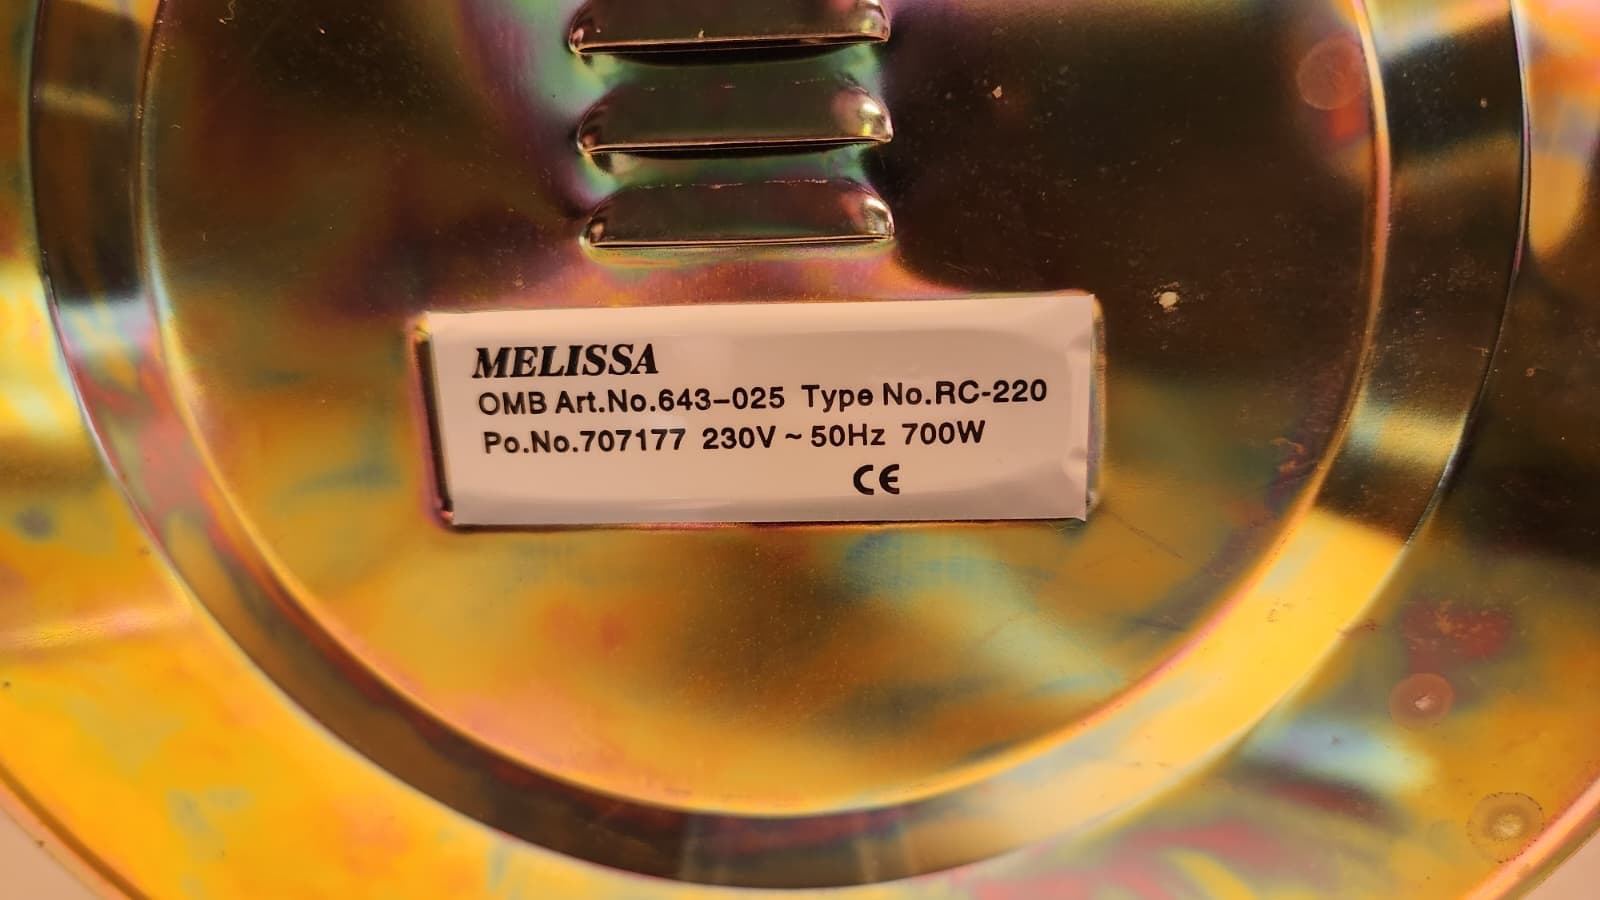 MELISSA
OMB Art.No.643-025 Type No.RC-220
Po.No.707177 230V ~ 50Hz 700W
CE